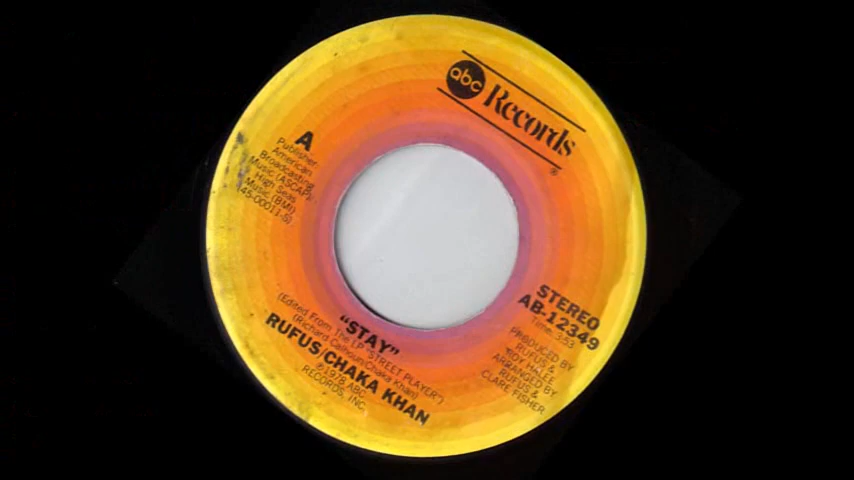 abc Records®
A
Publisher:
American
Broadcasting
Music (ASCAP)/
High Seas
Music (BMI)
(45-00011-S)
STEREO
AB-12349
Time: 3:53
PRODUCED BY
RUFUS &
ROY HALEE
ARRANGED BY
RUFUS &
CLARE FISHER
"STAY"
(Edited From The LP "STREET PLAYER")
(Richard Calhoun/Chaka Khan)
RUFUS/CHAKA KHAN
℗1978 ABC
RECORDS, INC.